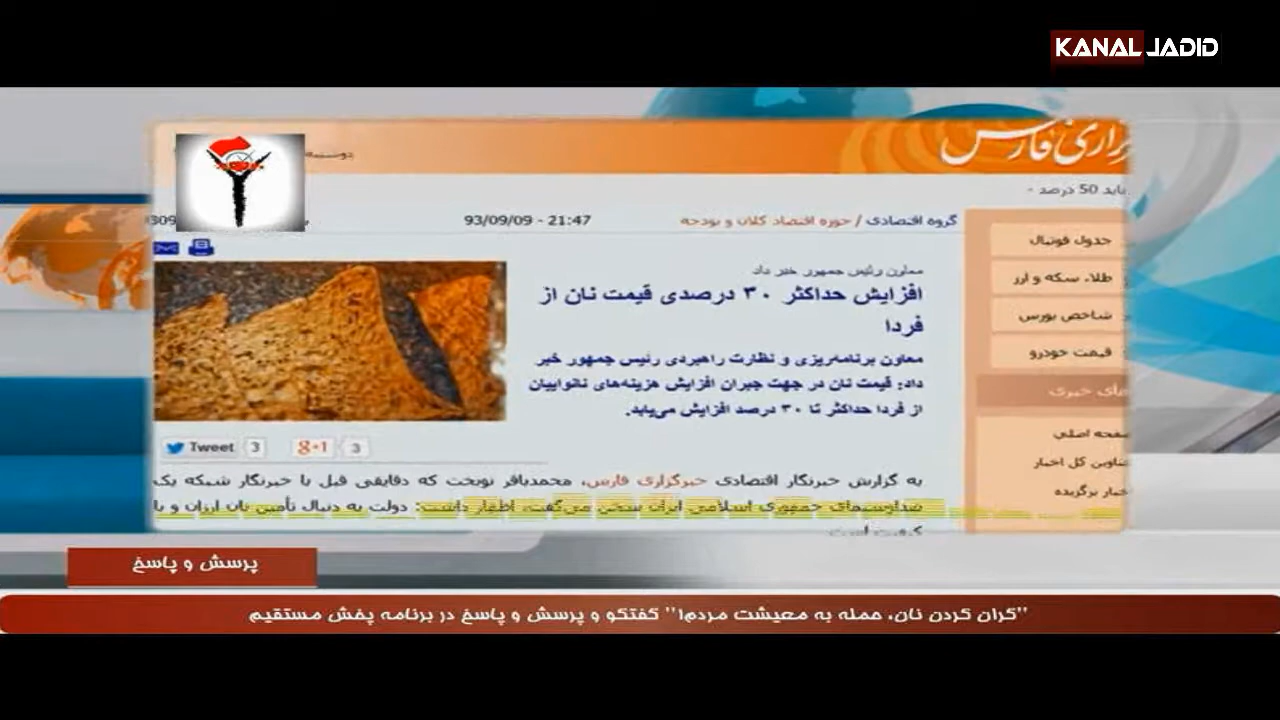 KANAL JADID
خبرگزاری فارس
دوشنبه
باید 50 درصد -
گروه اقتصادی / حوزه اقتصاد کلان و بودجه
93/09/09 - 21:47
معاون رئیس جمهور خبر داد
افزایش حداکثر ۳۰ درصدی قیمت نان از
فردا
معاون برنامه‌ریزی و نظارت راهبردی رئیس جمهور خبر
داد: قیمت نان در جهت جبران افزایش هزینه‌های نانوایان
از فردا حداکثر تا ۳۰ درصد افزایش می‌یابد.
Tweet 3 g+1 3
به گزارش خبرنگار اقتصادی خبرگزاری فارس، محمدباقر نوبخت که دقایقی قبل با خبرنگار شبکه یک
صداوسیمای جمهوری اسلامی ایران سخن می‌گفت، اظهار داشت: دولت به دنبال تأمین نان ارزان و با
کیفیت است
جدول فوتبال
طلا، سکه و ارز
شاخص بورس
قیمت خودرو
های خبری
صفحه اصلی
عناوین کل اخبار
اخبار برگزیده
پرسش و پاسخ
"گران کردن نان، حمله به معیشت مردم!" گفتگو و پرسش و پاسخ در برنامه پخش مستقیم